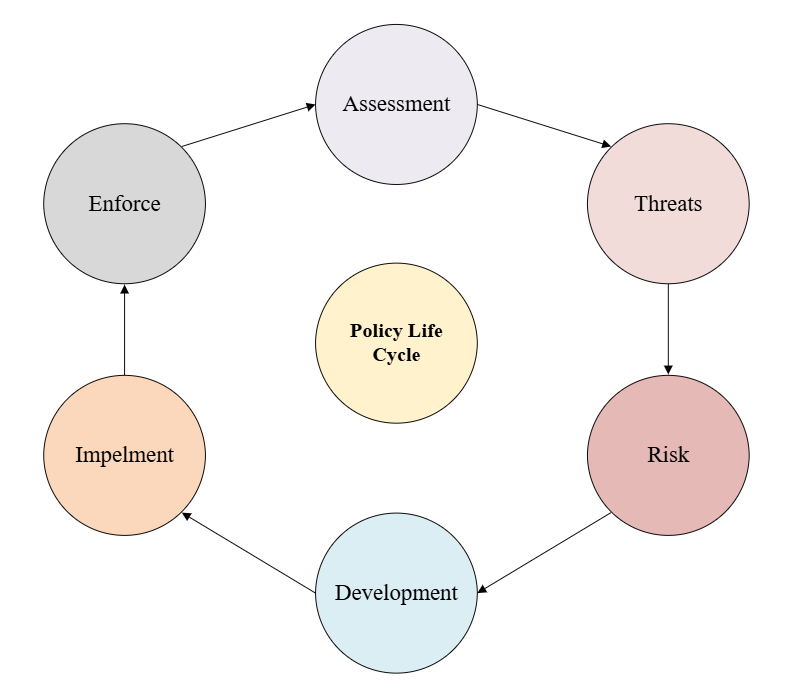 Assessment
Enforce
Threats
Policy Life
Cycle
Impelment
Risk
Development